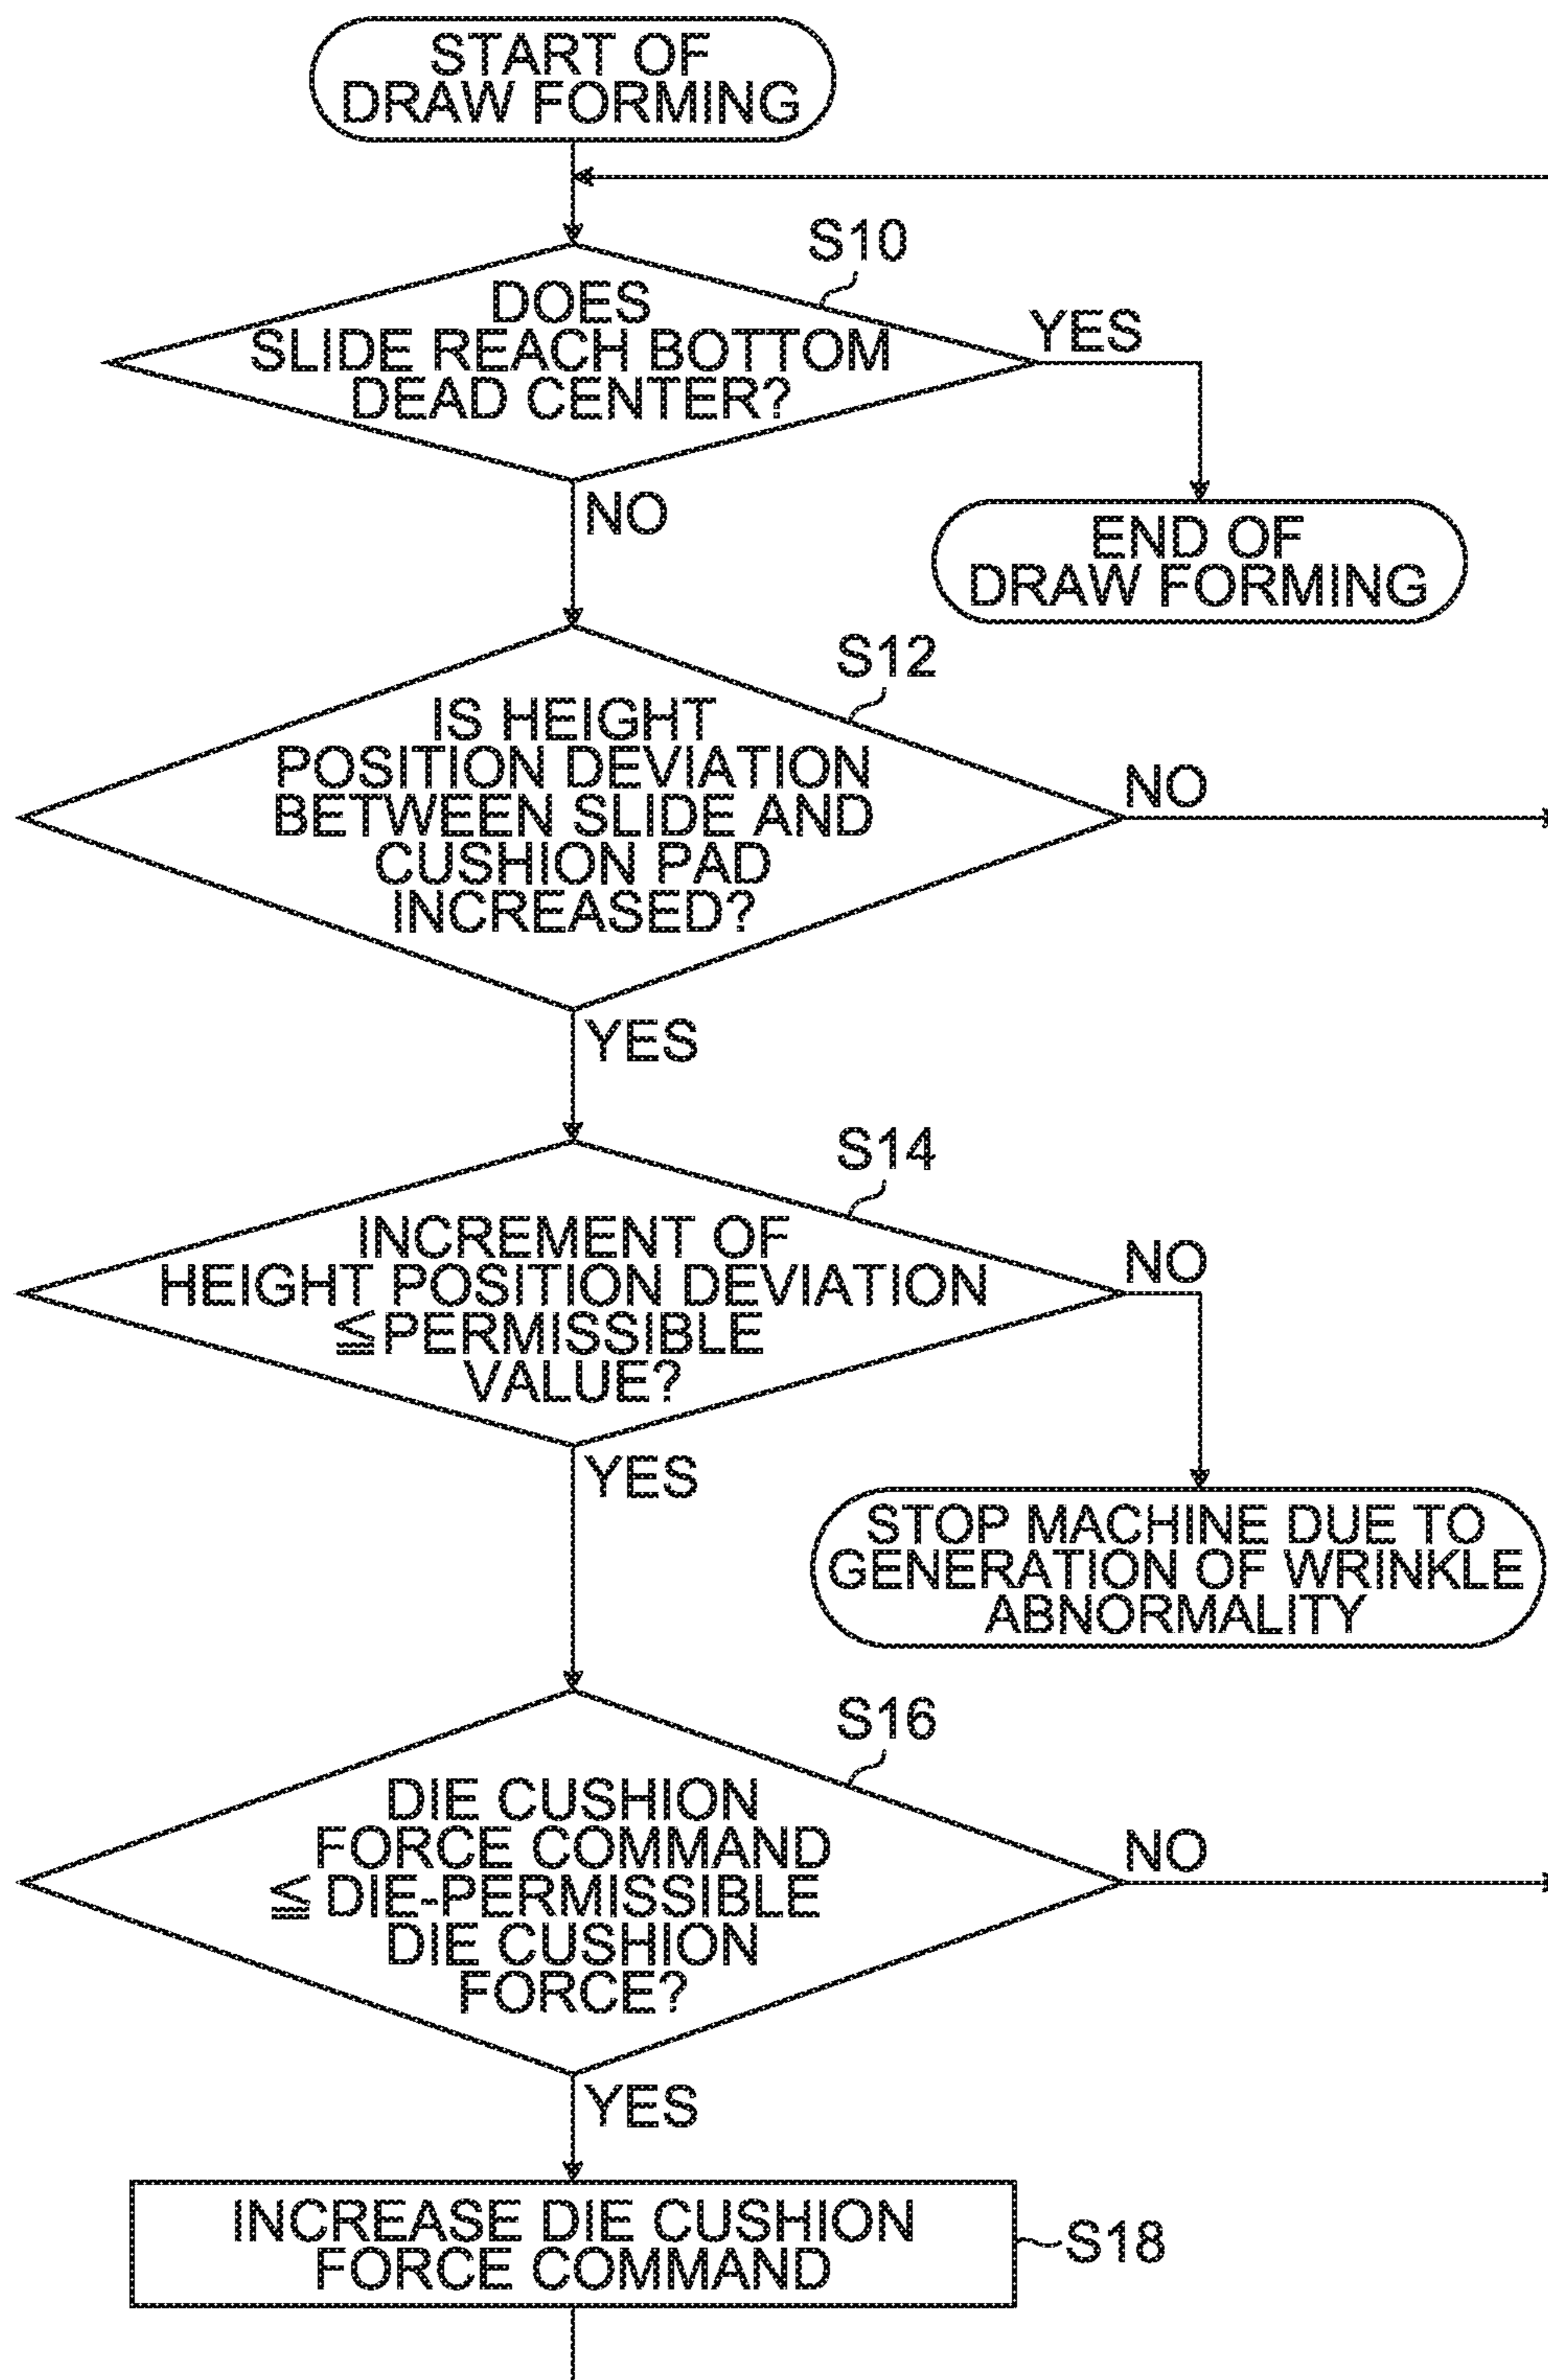 START OF
DRAW FORMING
S10
DOES
SLIDE REACH BOTTOM
DEAD CENTER?
YES
NO
END OF
DRAW FORMING
S12
IS HEIGHT
POSITION DEVIATION
BETWEEN SLIDE AND
CUSHION PAD
INCREASED?
NO
YES
S14
INCREMENT OF
HEIGHT POSITION DEVIATION
≦PERMISSIBLE
VALUE?
NO
YES
STOP MACHINE DUE TO
GENERATION OF WRINKLE
ABNORMALITY
S16
DIE CUSHION
FORCE COMMAND
≦ DIE-PERMISSIBLE
DIE CUSHION
FORCE?
NO
YES
INCREASE DIE CUSHION
FORCE COMMAND
S18